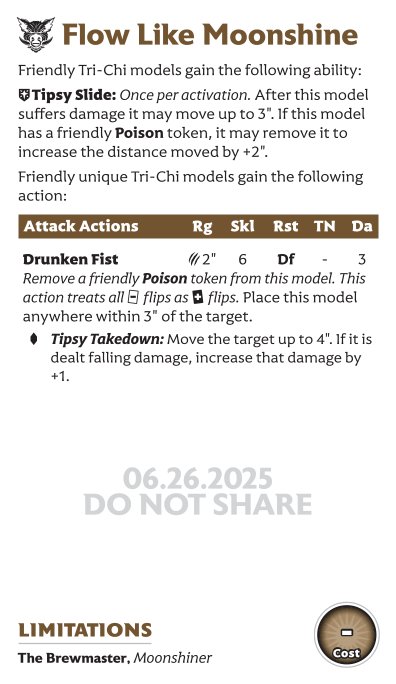 Flow Like Moonshine
Friendly Tri-Chi models gain the following ability:
Tipsy Slide: Once per activation. After this model
suffers damage it may move up to 3". If this model
has a friendly Poison token, it may remove it to
increase the distance moved by +2".
Friendly unique Tri-Chi models gain the following
action:
Attack Actions Rg Skl Rst TN Da
Drunken Fist 2" 6 Df - 3
Remove a friendly Poison token from this model. This
action treats all - flips as + flips. Place this model
anywhere within 3" of the target.
Tipsy Takedown: Move the target up to 4". If it is
dealt falling damage, increase that damage by
+1.
06.26.2025
DO NOT SHARE
LIMITATIONS
The Brewmaster, Moonshiner
-
Cost